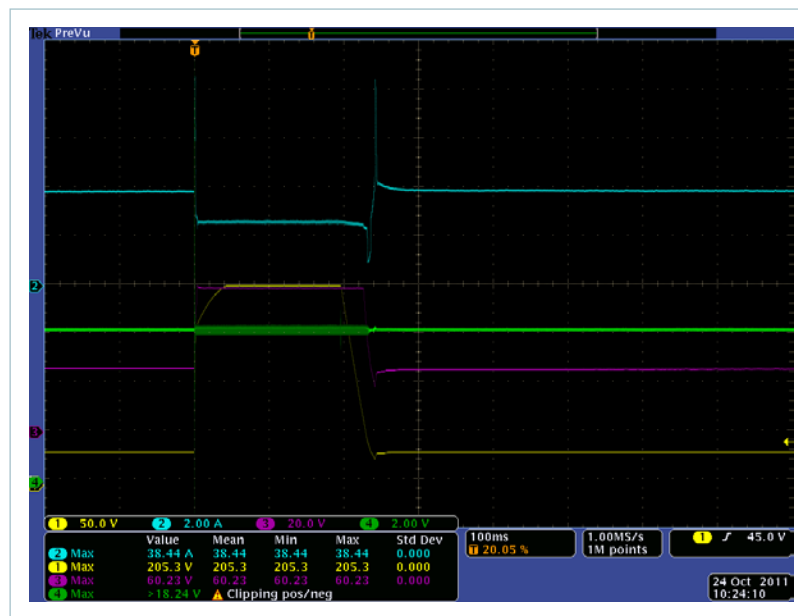 Tek PreVu
T
T
2
3
4
1 50.0 V 2 2.00 A 3 20.0 V 4 2.00 V
Value Mean Min Max Std Dev
2 Max 38.44 A 38.44 38.44 38.44 0.000
1 Max 205.3 V 205.3 205.3 205.3 0.000
3 Max 60.23 V 60.23 60.23 60.23 0.000
4 Max >18.24 V Clipping pos/neg
100ms
T 20.05 %
1.00MS/s
1M points
1 45.0 V
24 Oct 2011
10:24:10